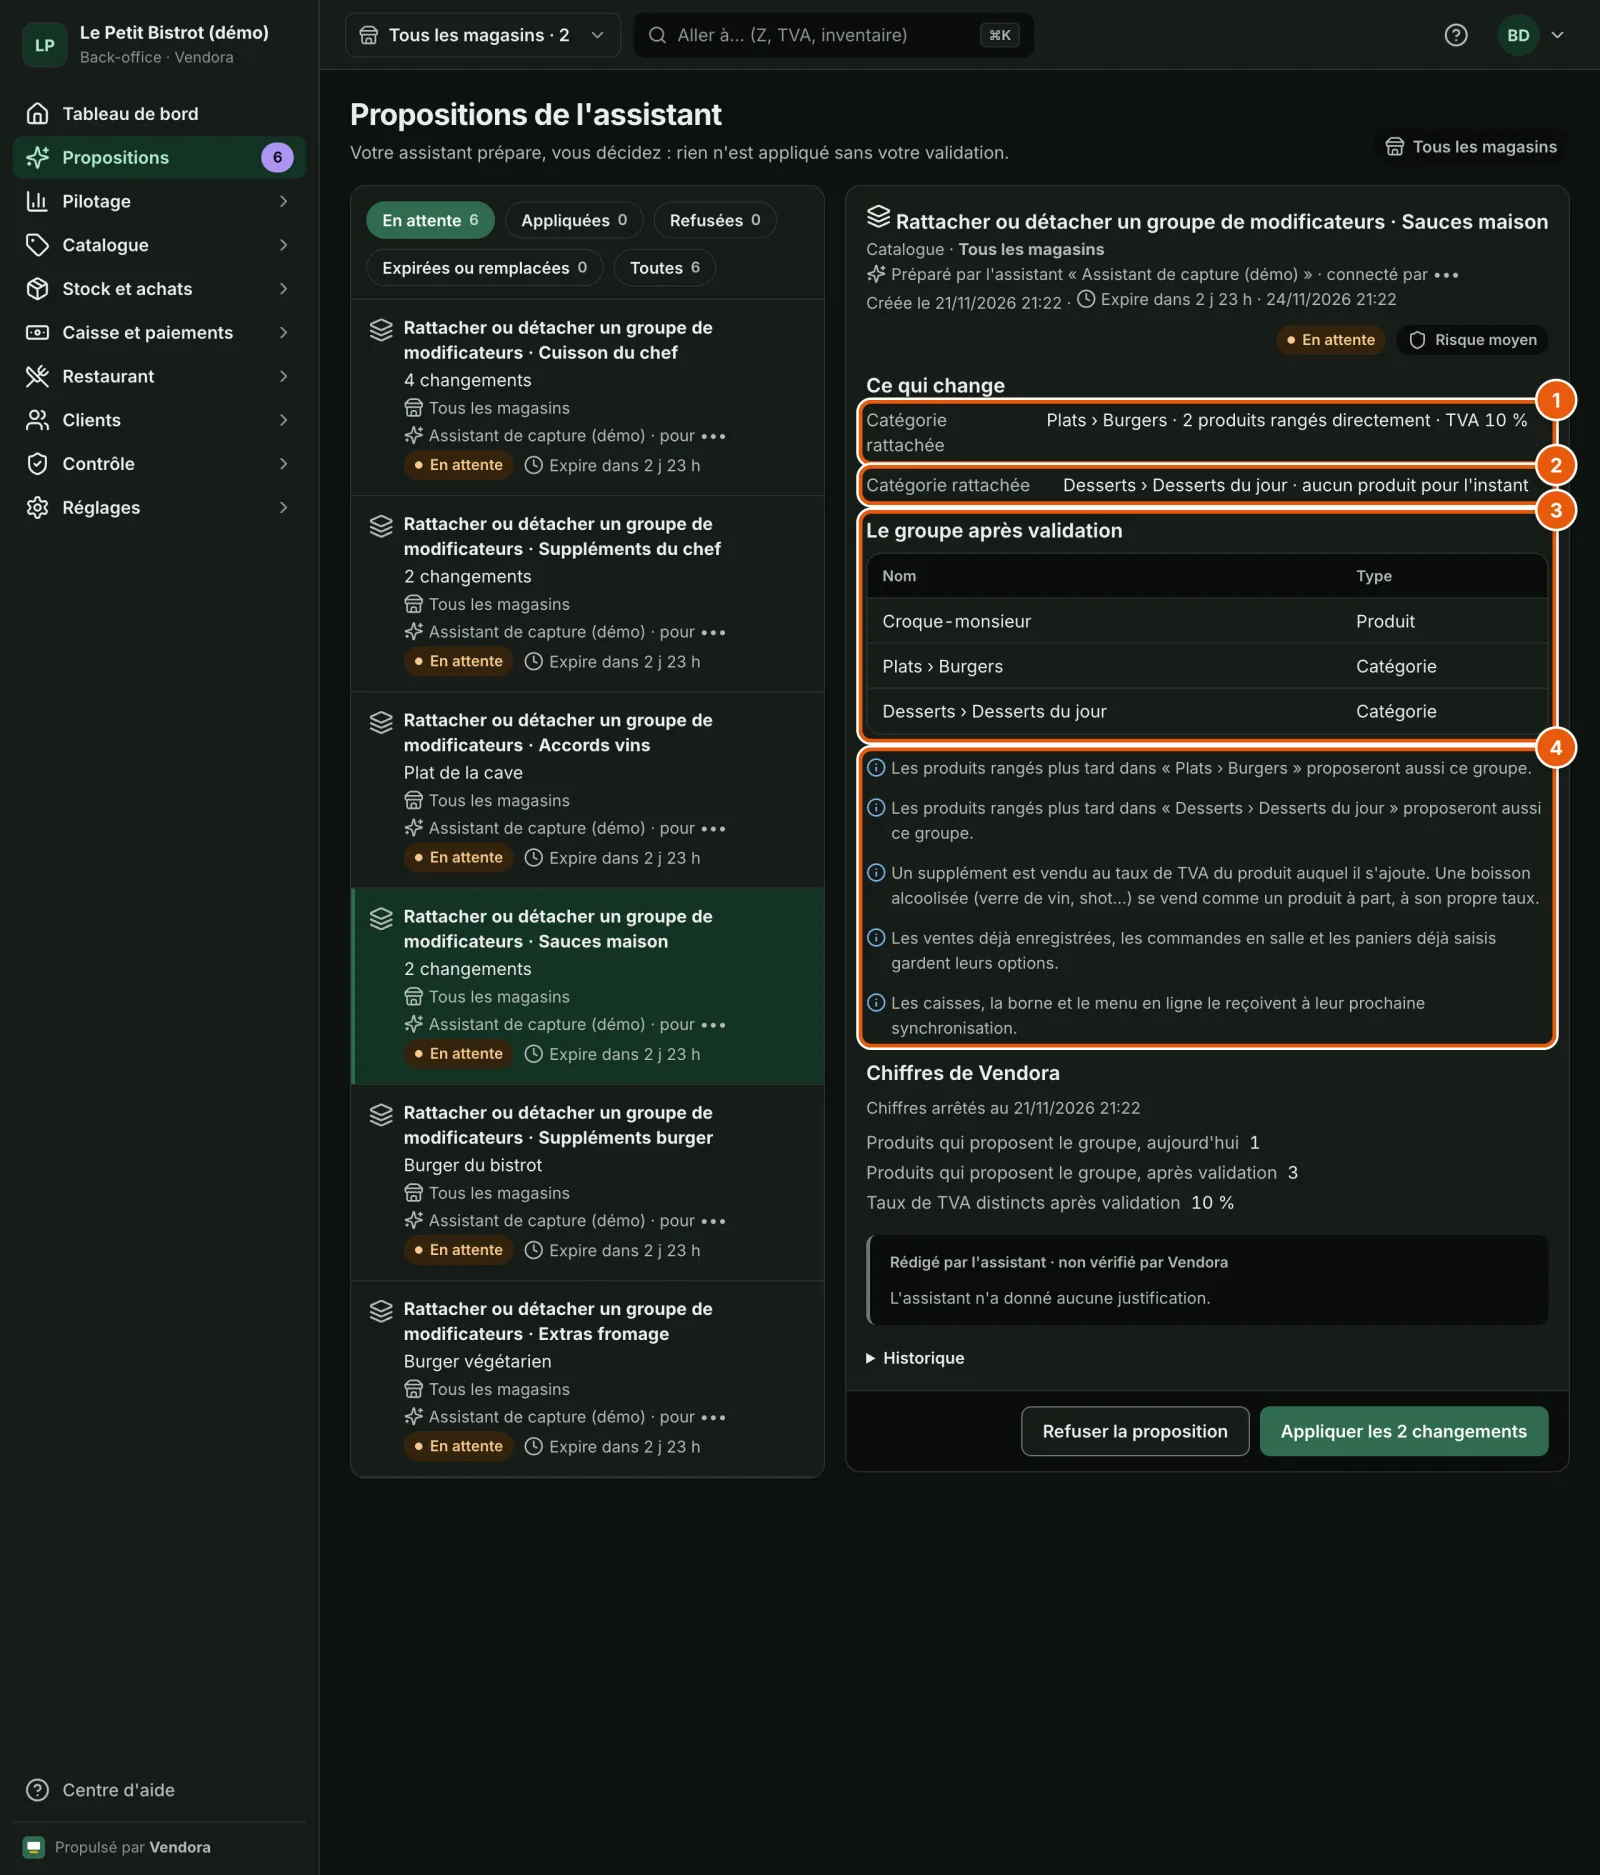 LP
Le Petit Bistrot (démo)
Back-office · Vendora
Tous les magasins · 2
Aller à... (Z, TVA, inventaire)
⌘K
BD
Tableau de bord
Propositions
6
Pilotage
Catalogue
Stock et achats
Caisse et paiements
Restaurant
Clients
Contrôle
Réglages
Centre d'aide
Propulsé par Vendora
Propositions de l'assistant
Votre assistant prépare, vous décidez : rien n'est appliqué sans votre validation.
Tous les magasins
En attente 6
Appliquées 0
Refusées 0
Expirées ou remplacées 0
Toutes 6
Rattacher ou détacher un groupe de
modificateurs · Cuisson du chef
4 changements
Tous les magasins
Assistant de capture (démo) · pour •••
En attente
Expire dans 2 j 23 h
Rattacher ou détacher un groupe de
modificateurs · Suppléments du chef
2 changements
Tous les magasins
Assistant de capture (démo) · pour •••
En attente
Expire dans 2 j 23 h
Rattacher ou détacher un groupe de
modificateurs · Accords vins
Plat de la cave
Tous les magasins
Assistant de capture (démo) · pour •••
En attente
Expire dans 2 j 23 h
Rattacher ou détacher un groupe de
modificateurs · Sauces maison
2 changements
Tous les magasins
Assistant de capture (démo) · pour •••
En attente
Expire dans 2 j 23 h
Rattacher ou détacher un groupe de
modificateurs · Suppléments burger
Burger du bistrot
Tous les magasins
Assistant de capture (démo) · pour •••
En attente
Expire dans 2 j 23 h
Rattacher ou détacher un groupe de
modificateurs · Extras fromage
Burger végétarien
Tous les magasins
Assistant de capture (démo) · pour •••
En attente
Expire dans 2 j 23 h
Rattacher ou détacher un groupe de modificateurs · Sauces maison
Catalogue · Tous les magasins
Préparé par l'assistant « Assistant de capture (démo) » · connecté par •••
Créée le 21/11/2026 21:22 · Expire dans 2 j 23 h · 24/11/2026 21:22
En attente
Risque moyen
Ce qui change
1
Catégorie
rattachée
Plats › Burgers · 2 produits rangés directement · TVA 10 %
2
Catégorie rattachée
Desserts › Desserts du jour · aucun produit pour l'instant
3
Le groupe après validation
Nom
Type
Croque-monsieur
Produit
Plats › Burgers
Catégorie
Desserts › Desserts du jour
Catégorie
4
Les produits rangés plus tard dans « Plats › Burgers » proposeront aussi ce groupe.
Les produits rangés plus tard dans « Desserts › Desserts du jour » proposeront aussi
ce groupe.
Un supplément est vendu au taux de TVA du produit auquel il s'ajoute. Une boisson
alcoolisée (verre de vin, shot…) se vend comme un produit à part, à son propre taux.
Les ventes déjà enregistrées, les commandes en salle et les paniers déjà saisis
gardent leurs options.
Les caisses, la borne et le menu en ligne le reçoivent à leur prochaine
synchronisation.
Chiffres de Vendora
Chiffres arrêtés au 21/11/2026 21:22
Produits qui proposent le groupe, aujourd'hui 1
Produits qui proposent le groupe, après validation 3
Taux de TVA distincts après validation 10 %
Rédigé par l'assistant · non vérifié par Vendora
L'assistant n'a donné aucune justification.
Historique
Refuser la proposition
Appliquer les 2 changements